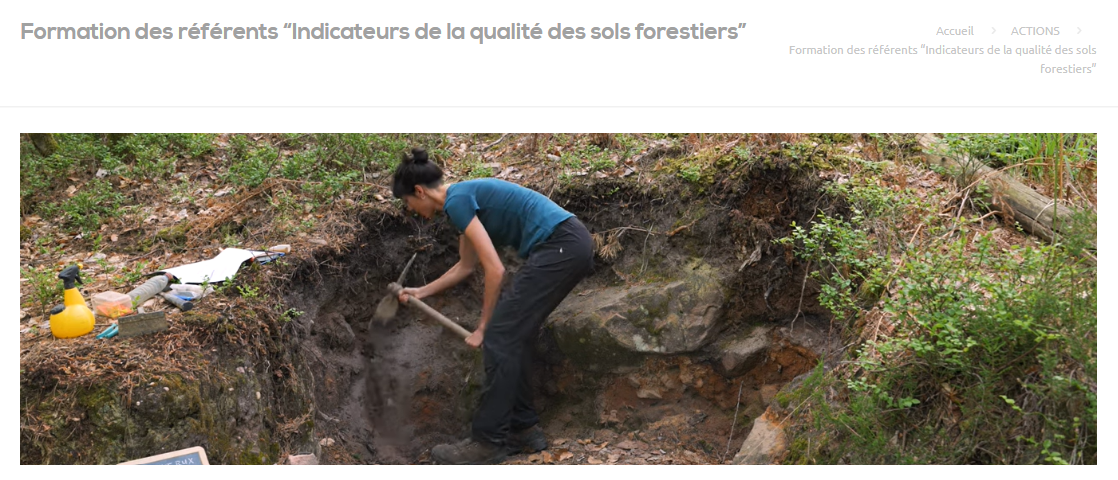 Formation des référents “Indicateurs de la qualité des sols forestiers”
Accueil > ACTIONS >
Formation des référents “Indicateurs de la qualité des sols
forestiers”